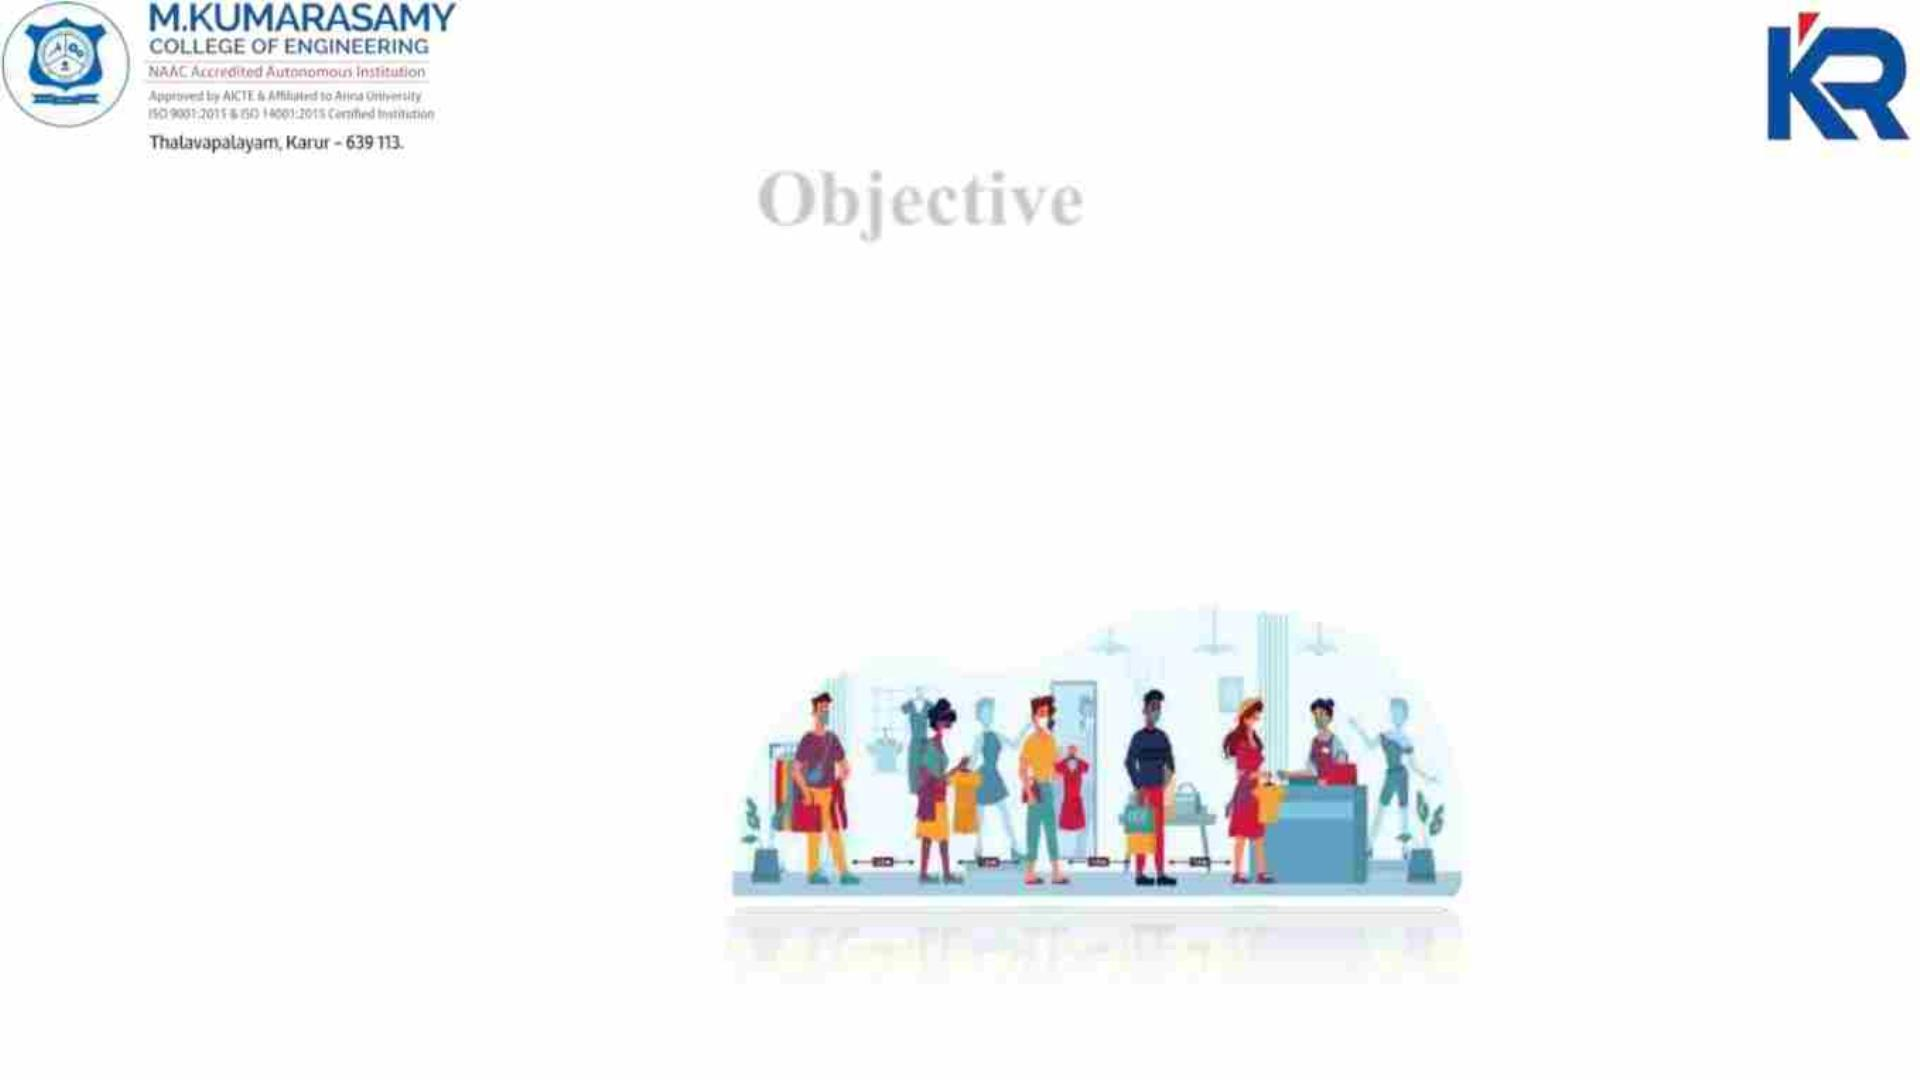 M.KUMARASAMY
COLLEGE OF ENGINEERING
NAAC Accredited Autonomous Institution
Approved by AICTE & Affiliated to Anna University
ISO 9001:2015 & ISO 14001:2015 Certified Institution
Thalavapalayam, Karur – 639 113.
KR
Objective